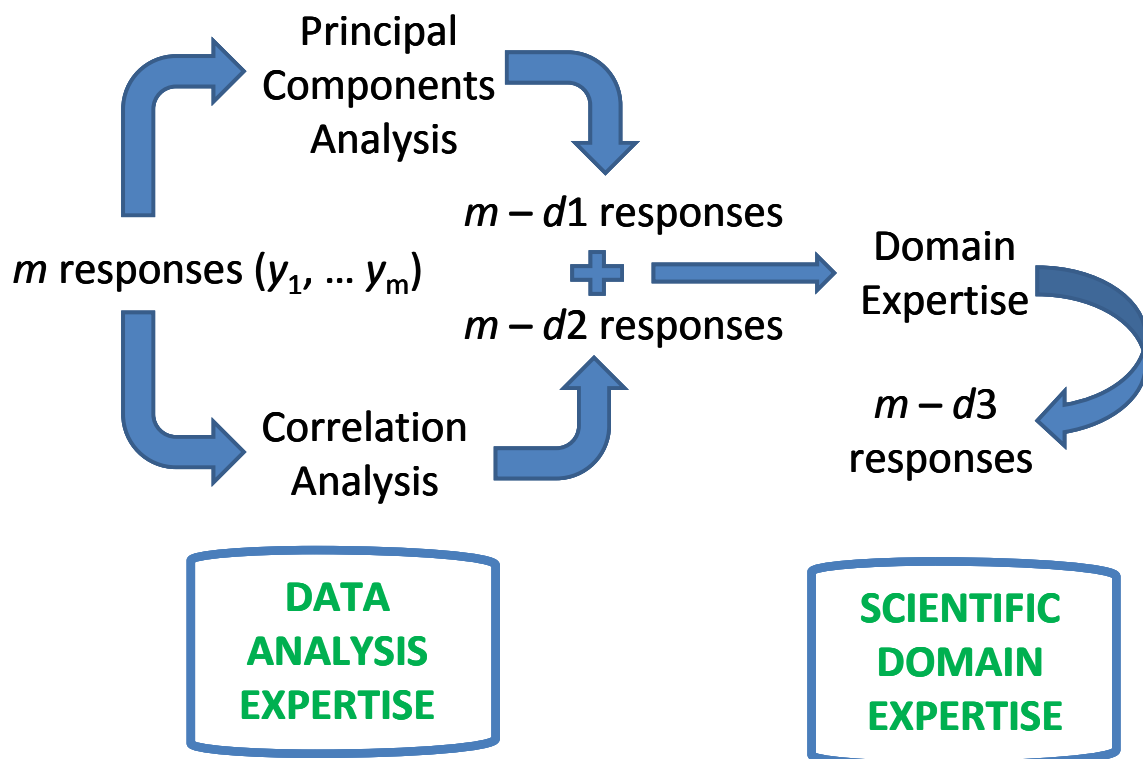 Principal
Components
Analysis
m – d1 responses
m responses (y1, ... ym)
+
m – d2 responses
Domain
Expertise
Correlation
Analysis
m – d3
responses
DATA
ANALYSIS
EXPERTISE
SCIENTIFIC
DOMAIN
EXPERTISE